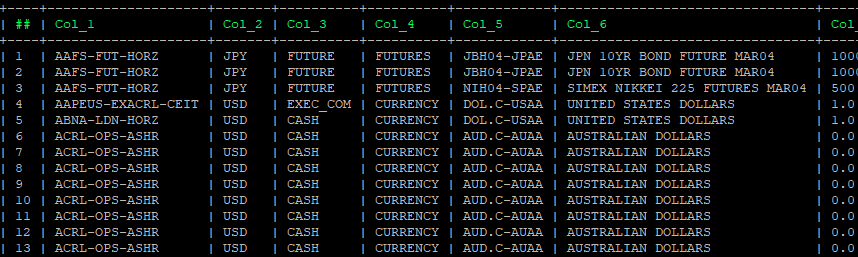 | ## | Col_1 | Col_2 | Col_3 | Col_4 | Col_5 | Col_6 | Col_
| 1 | AAFS-FUT-HORZ | JPY | FUTURE | FUTURES | JBH04-JPAE | JPN 10YR BOND FUTURE MAR04 | 1000
| 2 | AAFS-FUT-HORZ | JPY | FUTURE | FUTURES | JBH04-JPAE | JPN 10YR BOND FUTURE MAR04 | 1000
| 3 | AAFS-FUT-HORZ | JPY | FUTURE | FUTURES | NIH04-SPAE | SIMEX NIKKEI 225 FUTURES MAR04 | 500
| 4 | AAPEUS-EXACRL-CEIT | USD | EXEC_COM | CURRENCY | DOL.C-USAA | UNITED STATES DOLLARS | 1.0
| 5 | ABNA-LDN-HORZ | USD | CASH | CURRENCY | DOL.C-USAA | UNITED STATES DOLLARS | 1.0
| 6 | ACRL-OPS-ASHR | USD | CASH | CURRENCY | AUD.C-AUAA | AUSTRALIAN DOLLARS | 0.0
| 7 | ACRL-OPS-ASHR | USD | CASH | CURRENCY | AUD.C-AUAA | AUSTRALIAN DOLLARS | 0.0
| 8 | ACRL-OPS-ASHR | USD | CASH | CURRENCY | AUD.C-AUAA | AUSTRALIAN DOLLARS | 0.0
| 9 | ACRL-OPS-ASHR | USD | CASH | CURRENCY | AUD.C-AUAA | AUSTRALIAN DOLLARS | 0.0
| 10 | ACRL-OPS-ASHR | USD | CASH | CURRENCY | AUD.C-AUAA | AUSTRALIAN DOLLARS | 0.0
| 11 | ACRL-OPS-ASHR | USD | CASH | CURRENCY | AUD.C-AUAA | AUSTRALIAN DOLLARS | 0.0
| 12 | ACRL-OPS-ASHR | USD | CASH | CURRENCY | AUD.C-AUAA | AUSTRALIAN DOLLARS | 0.0
| 13 | ACRL-OPS-ASHR | USD | CASH | CURRENCY | AUD.C-AUAA | AUSTRALIAN DOLLARS | 0.0